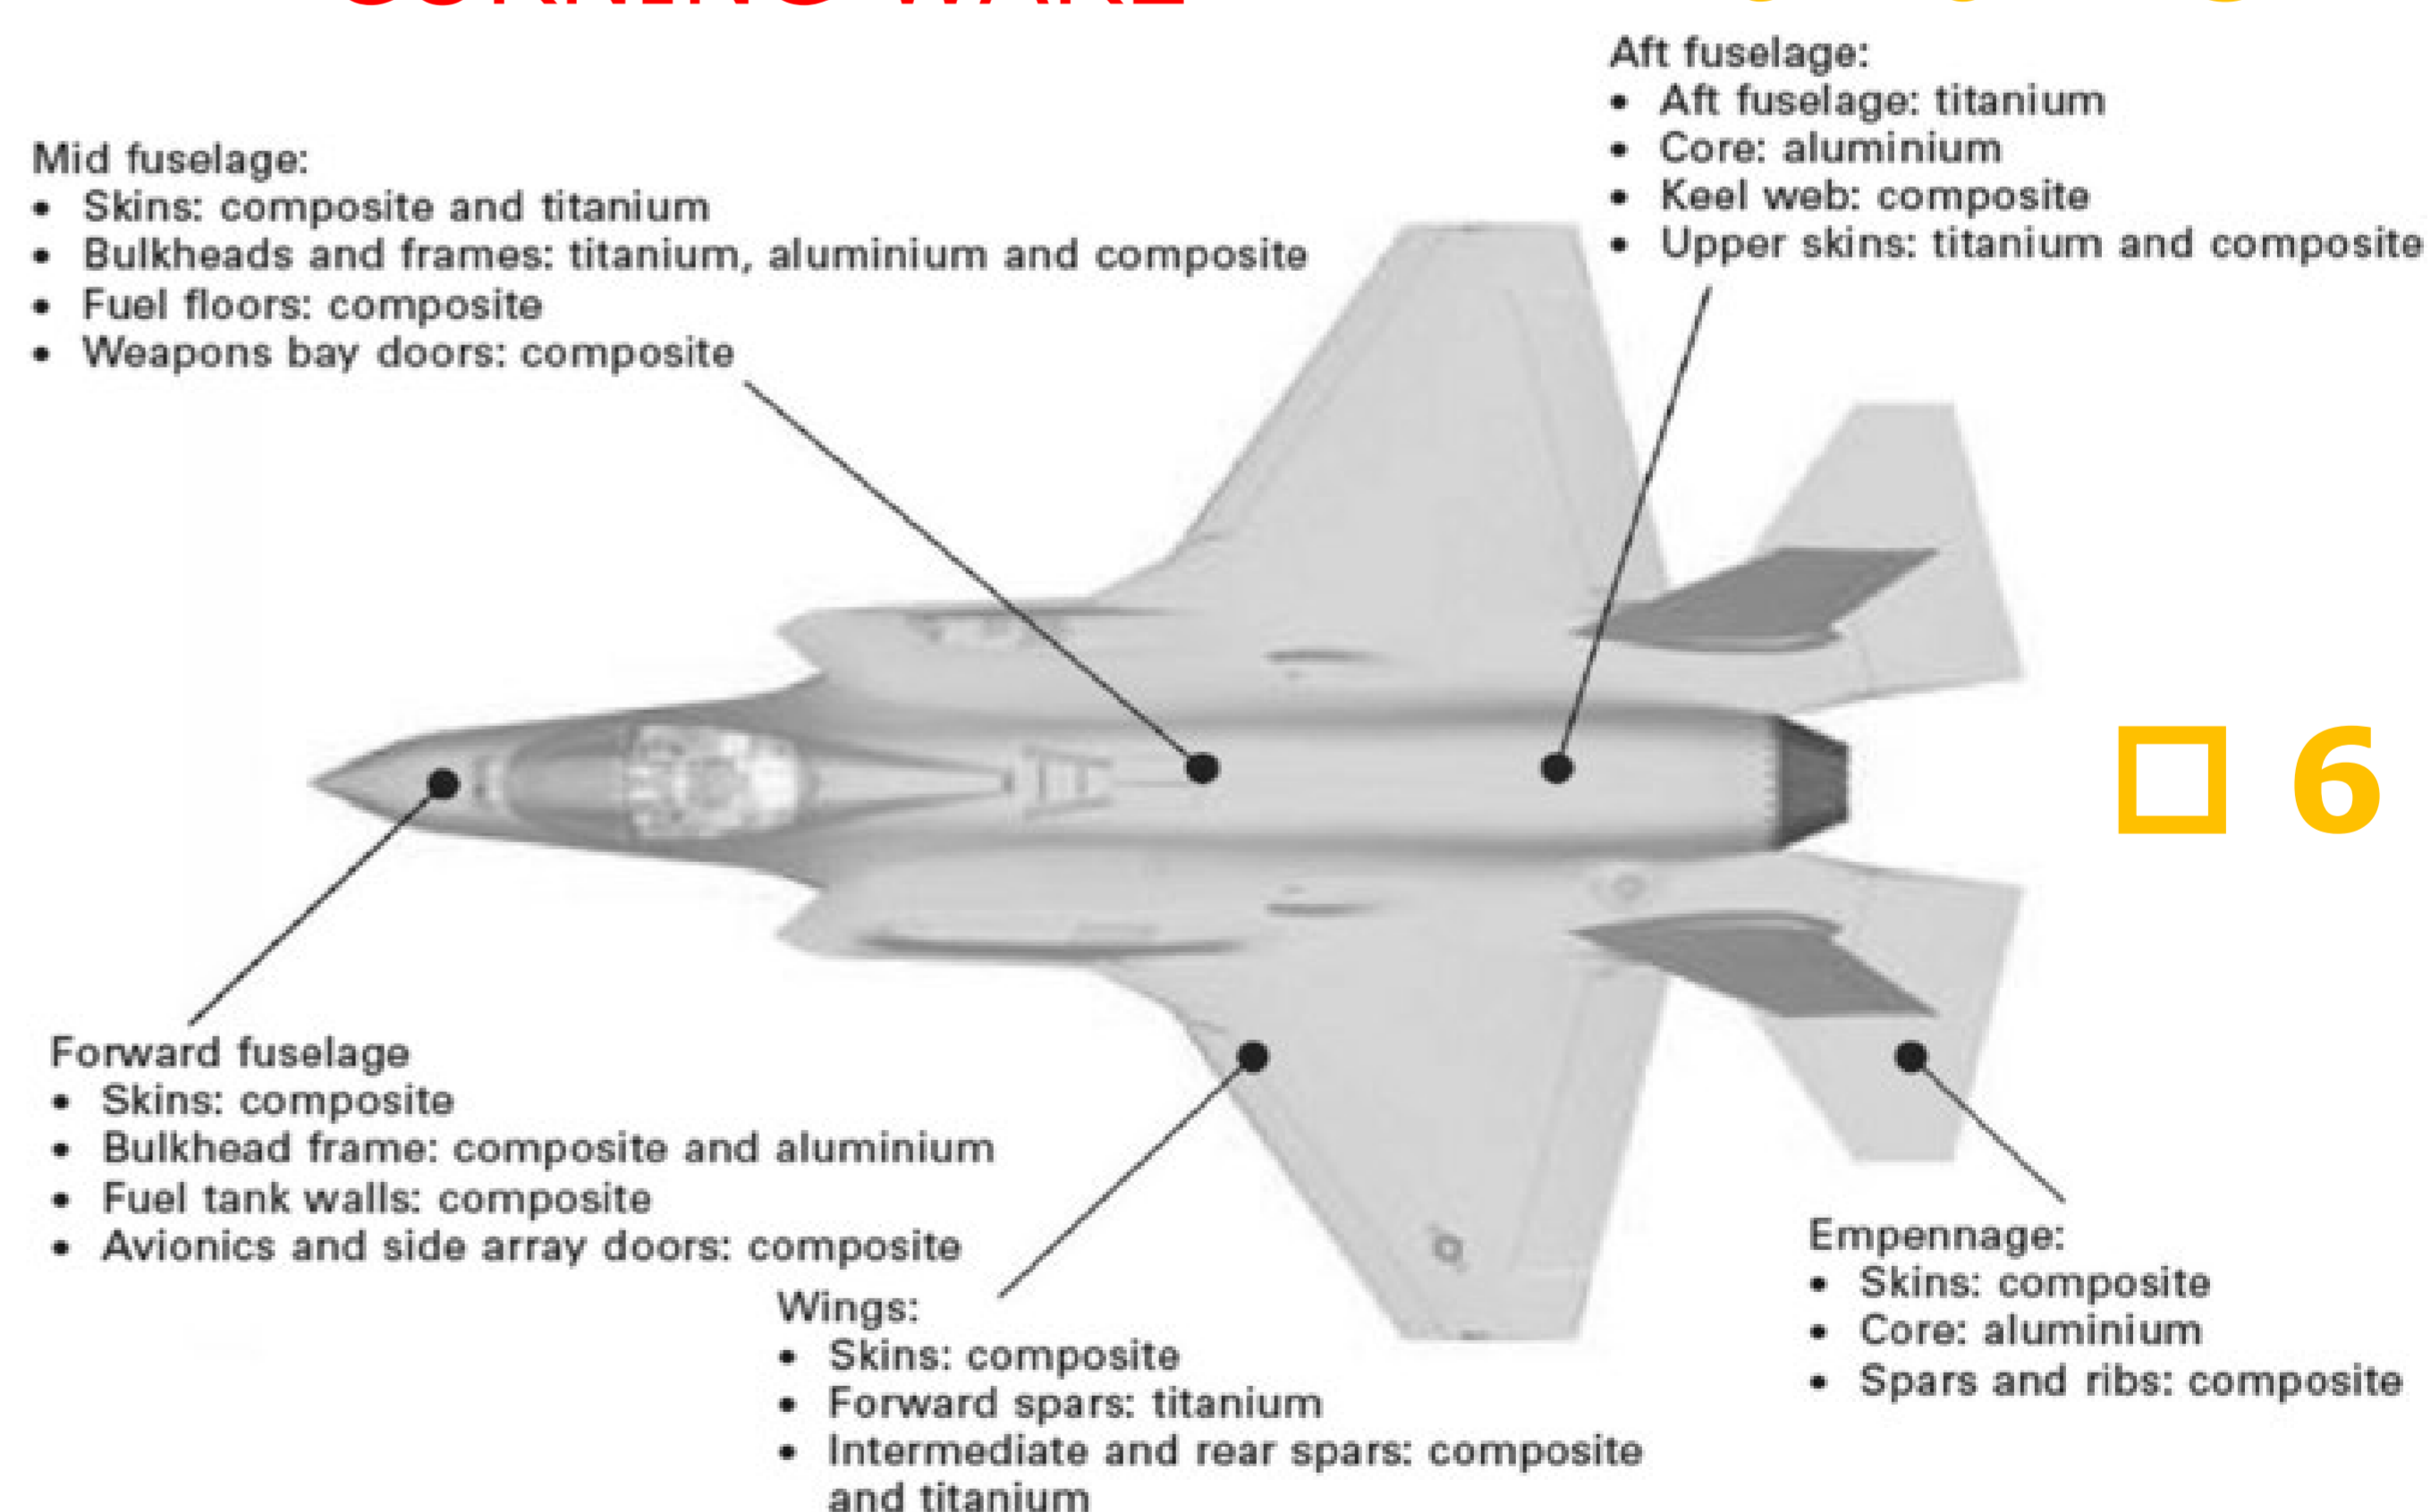 CORNING WARE
Aft fuselage:
• Aft fuselage: titanium
• Core: aluminium
• Keel web: composite
• Upper skins: titanium and composite
Mid fuselage:
• Skins: composite and titanium
• Bulkheads and frames: titanium, aluminium and composite
• Fuel floors: composite
• Weapons bay doors: composite
□ 6
Forward fuselage
• Skins: composite
• Bulkhead frame: composite and aluminium
• Fuel tank walls: composite
• Avionics and side array doors: composite
Wings:
• Skins: composite
• Forward spars: titanium
• Intermediate and rear spars: composite
and titanium
Empennage:
• Skins: composite
• Core: aluminium
• Spars and ribs: composite